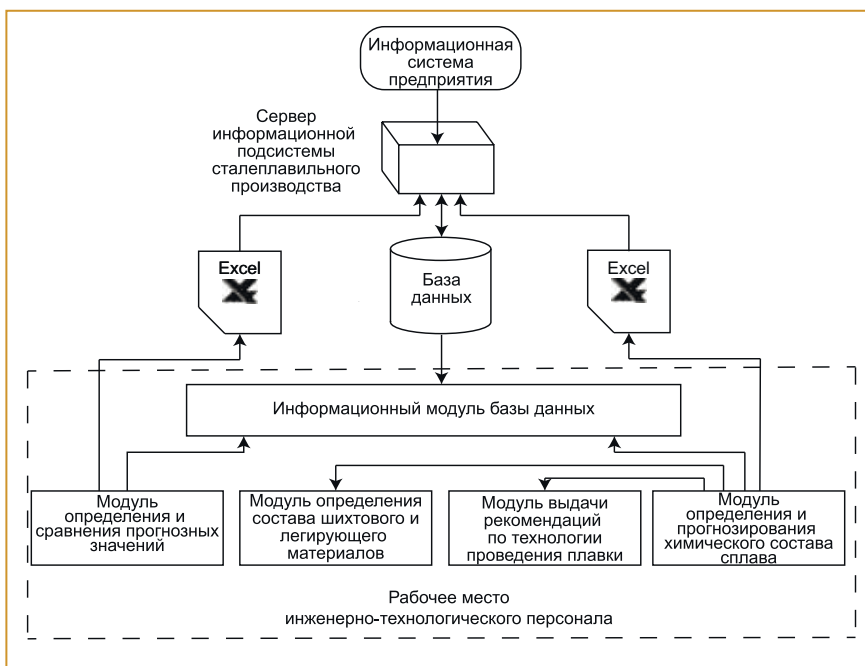 Информационная
система
предприятия
Сервер
информационной
подсистемы
сталеплавильного
производства
Excel
База
данных
Excel
Информационный модуль базы данных
Модуль
определения и
сравнения прогнозных
значений
Модуль определения
состава шихтового и
легирующего
материалов
Модуль выдачи
рекомендаций
по технологии
проведения плавки
Модуль
определения и
прогнозирования
химического состава
сплава
Рабочее место
инженерно-технологического персонала